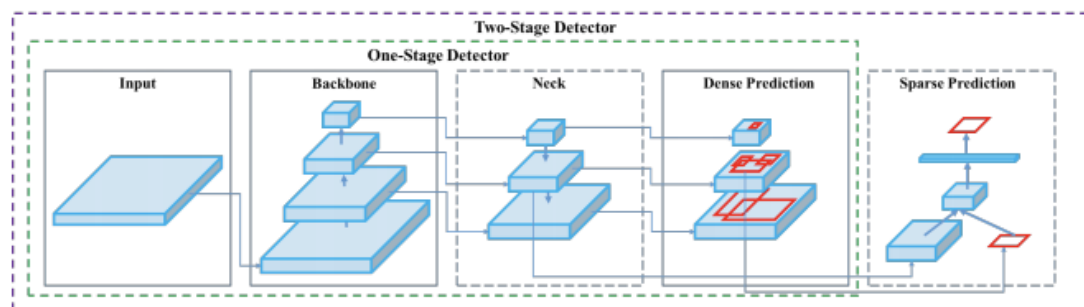 Two-Stage Detector
One-Stage Detector
Input
Backbone
Neck
Dense Prediction
Sparse Prediction